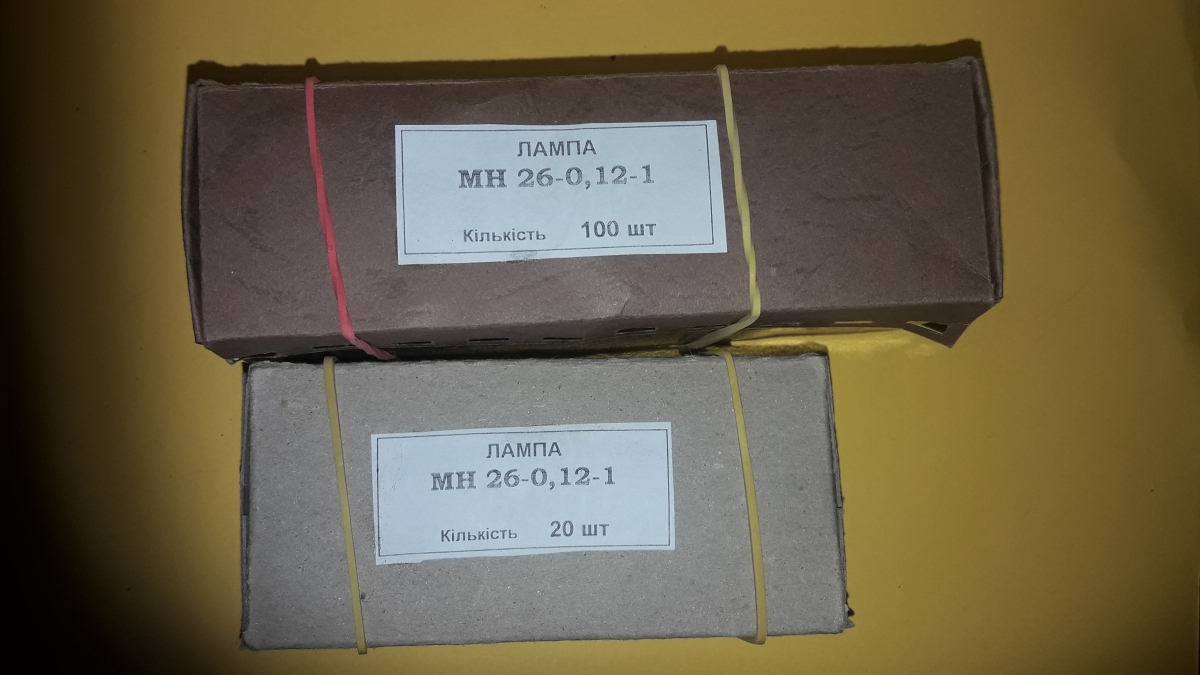 ЛАМПА
МН 26-0,12-1
Кількість 100 шт
ЛАМПА
МН 26-0,12-1
Кількість 20 шт